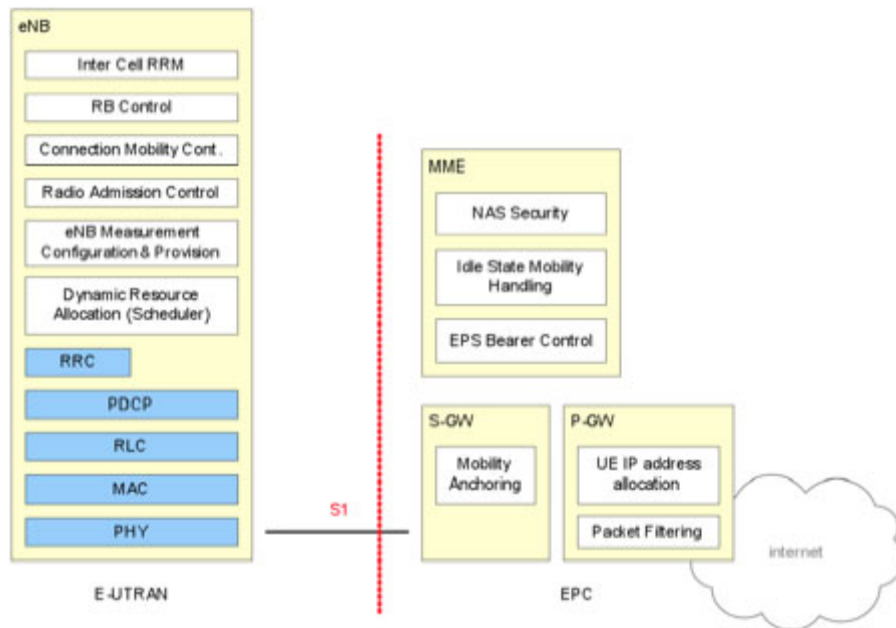 eNB
Inter Cell RRM
RB Control
Connection Mobility Cont.
Radio Admission Control
eNB Measurement
Configuration & Provision
Dynamic Resource
Allocation (Scheduler)
RRC
PDCP
RLC
MAC
PHY
E-UTRAN
S1
MME
NAS Security
Idle State Mobility
Handling
EPS Bearer Control
S-GW
Mobility
Anchoring
P-GW
UE IP address
allocation
Packet Filtering
internet
EPC